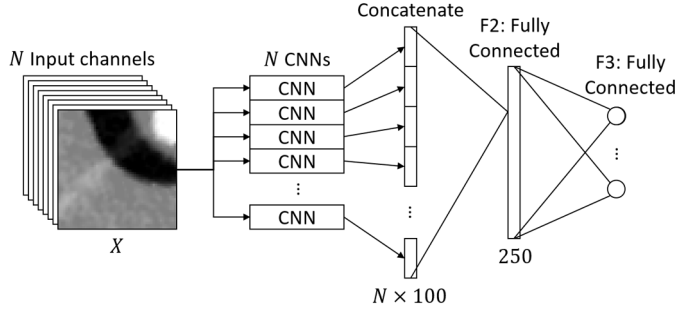 N Input channels
X
N CNNs
CNN
CNN
CNN
CNN
⋮
CNN
Concatenate
⋮
N × 100
F2: Fully
Connected
250
F3: Fully
Connected
⋮